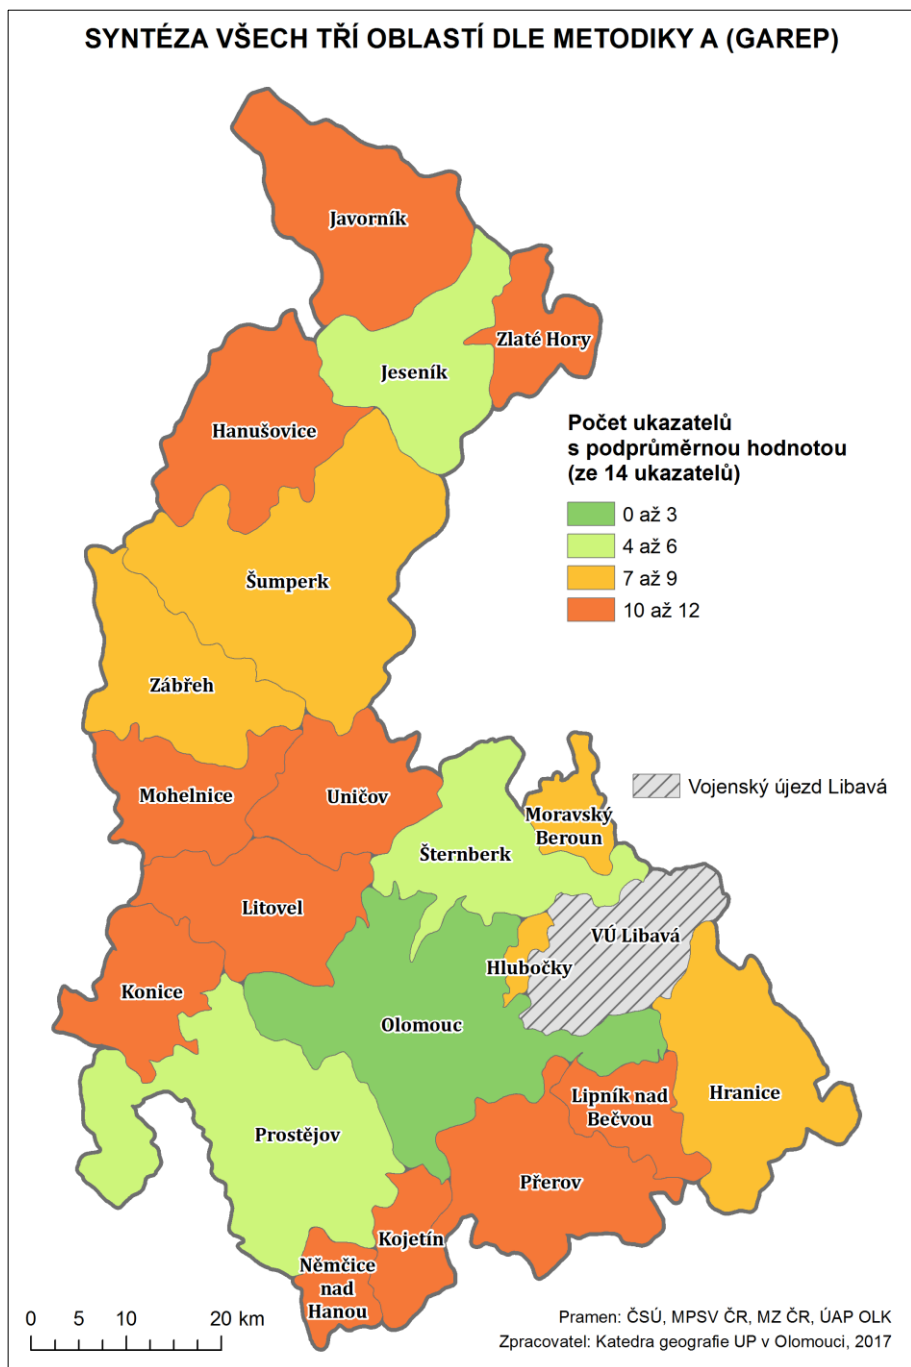 SYNTÉZA VŠECH TŘÍ OBLASTÍ DLE METODIKY A (GAREP)
Javorník
Zlaté Hory
Jeseník
Hanušovice
Počet ukazatelů
s podprůměrnou hodnotou
(ze 14 ukazatelů)
0 až 3
4 až 6
7 až 9
10 až 12
Šumperk
Zábřeh
Mohelnice
Uničov
Vojenský újezd Libavá
Moravský
Beroun
Šternberk
Litovel
VÚ Libavá
Hlubočky
Konice
Olomouc
Hranice
Lipník nad
Bečvou
Prostějov
Přerov
Kojetín
Němčice
nad
Hanou
0 5 10 20 km
Pramen: ČSÚ, MPSV ČR, MZ ČR, ÚAP OLK
Zpracovatel: Katedra geografie UP v Olomouci, 2017